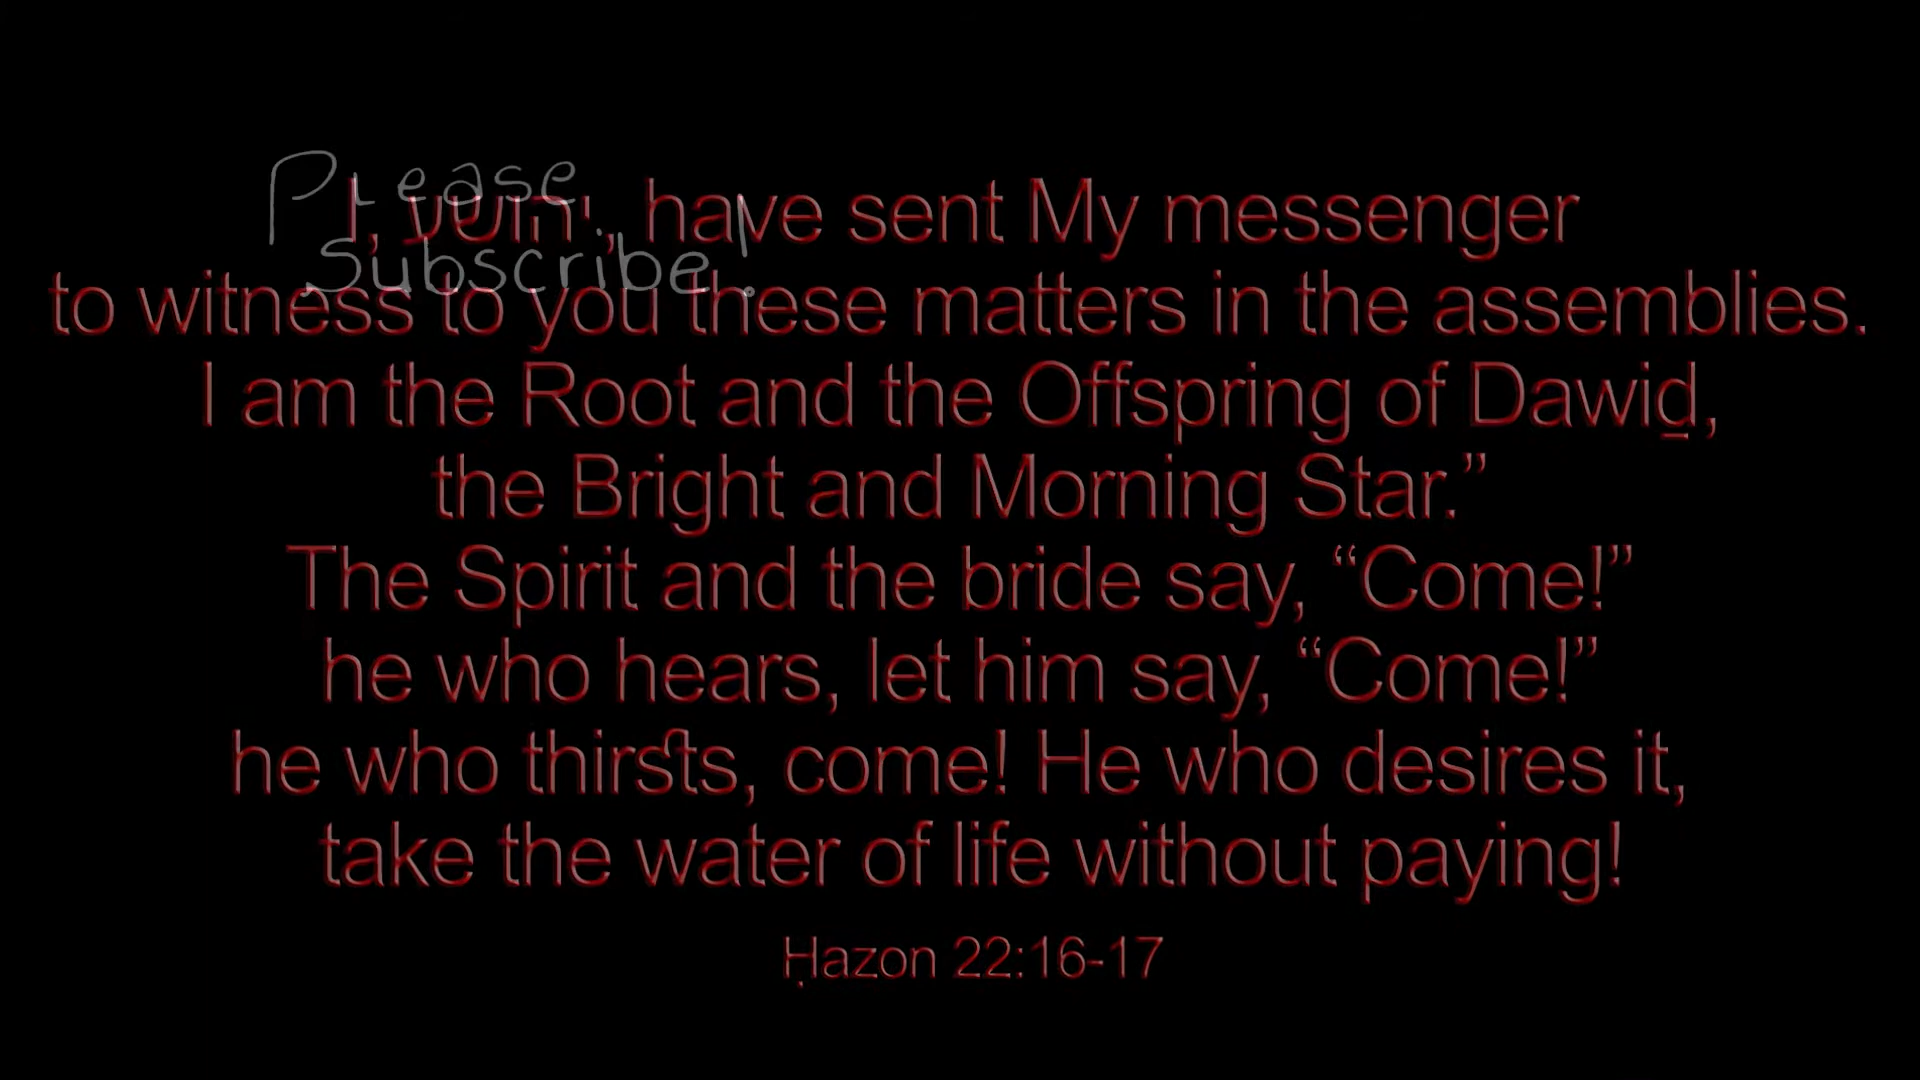 Please
Subscribe!
I, יהושע, have sent My messenger
to witness to you these matters in the assemblies.
I am the Root and the Offspring of Dawiḏ,
the Bright and Morning Star.”
The Spirit and the bride say, “Come!”
he who hears, let him say, “Come!”
he who thirsts, come! He who desires it,
take the water of life without paying!
Ḥazon 22:16-17